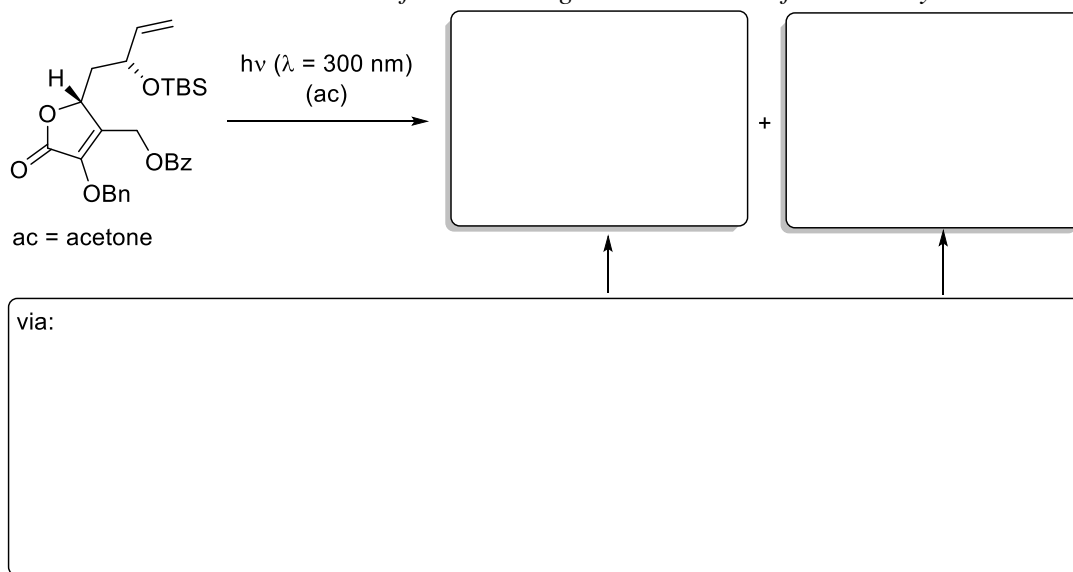 H
OTBS
O
O
OBz
OBn
ac = acetone
hν (λ = 300 nm)
(ac)
+
via: